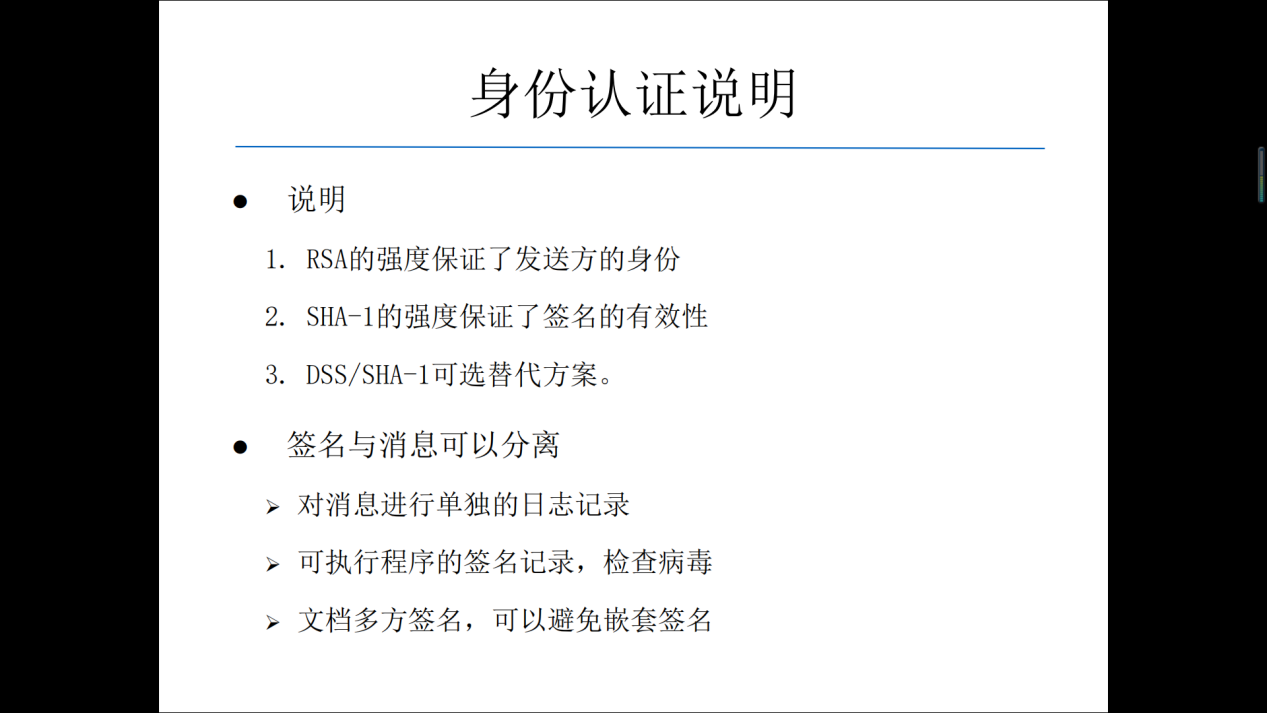 身份认证说明
● 说明
1. RSA的强度保证了发送方的身份
2. SHA-1的强度保证了签名的有效性
3. DSS/SHA-1可选替代方案。
● 签名与消息可以分离
➢ 对消息进行单独的日志记录
➢ 可执行程序的签名记录，检查病毒
➢ 文档多方签名，可以避免嵌套签名